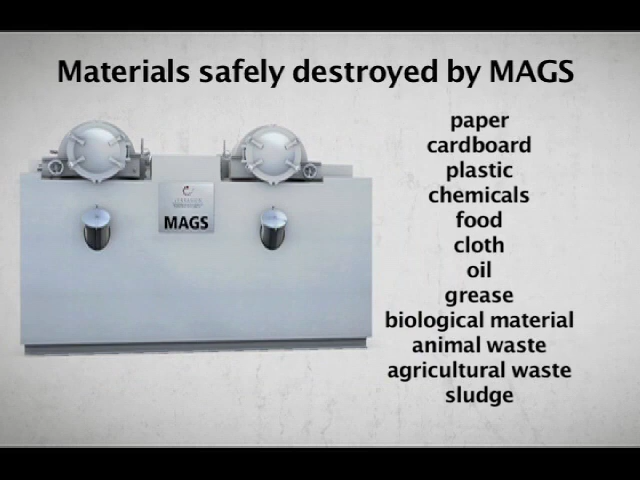 Materials safely destroyed by MAGS
paper
cardboard
plastic
chemicals
food
cloth
oil
grease
biological material
animal waste
agricultural waste
sludge
MAGS